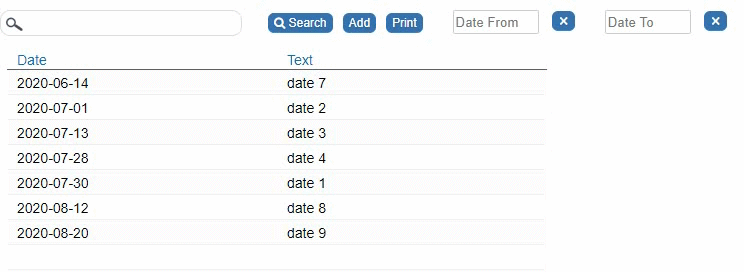 Search Add Print Date From Date To
Date Text
2020-06-14 date 7
2020-07-01 date 2
2020-07-13 date 3
2020-07-28 date 4
2020-07-30 date 1
2020-08-12 date 8
2020-08-20 date 9